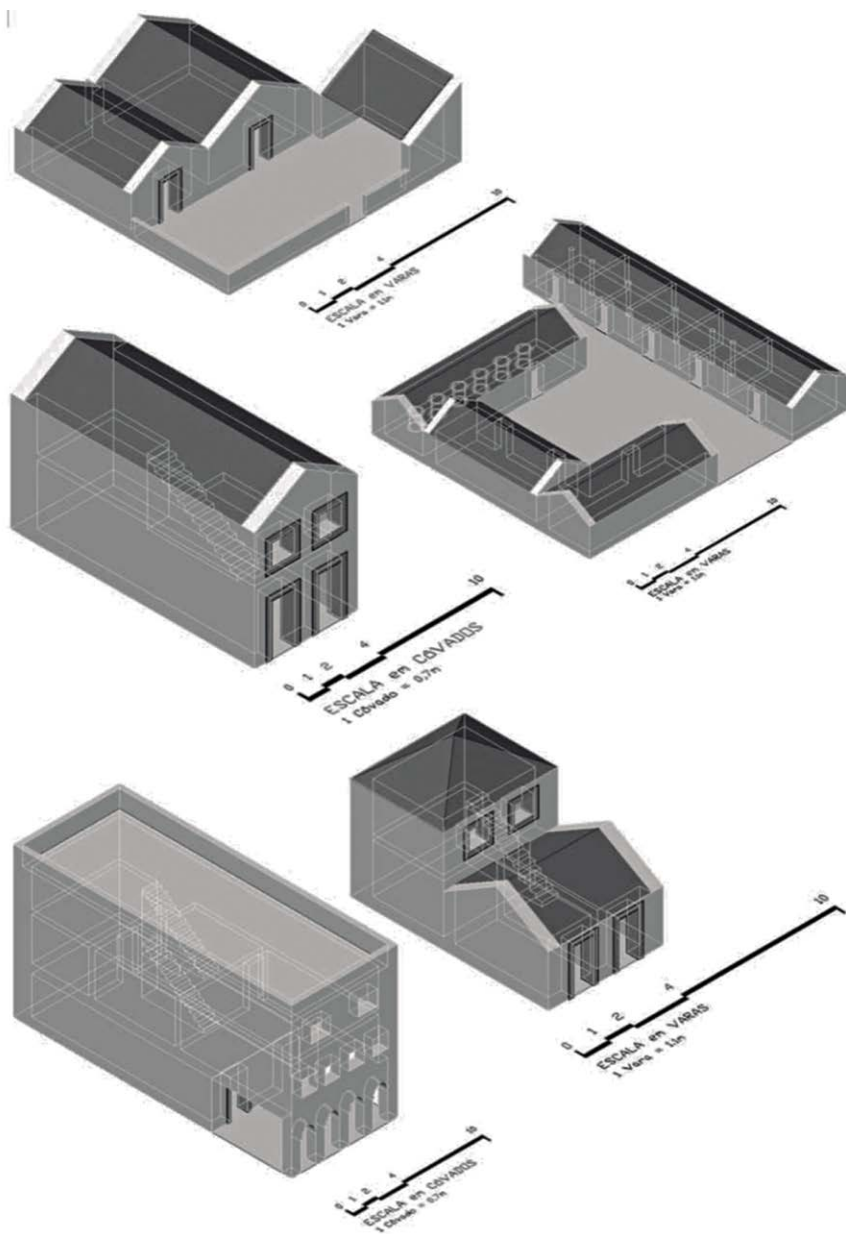 0 1 2 4 10
ESCALA em VARAS
1 Vara = 1.1m
0 1 2 4 10
ESCALA em VARAS
1 Vara = 1.1m
0 1 2 4 10
ESCALA em CÔVADOS
1 Côvado = 0,7m
0 1 2 4 10
ESCALA em VARAS
1 Vara = 1.1m
0 1 2 4 10
ESCALA em CÔVADOS
1 Côvado = 0.7m